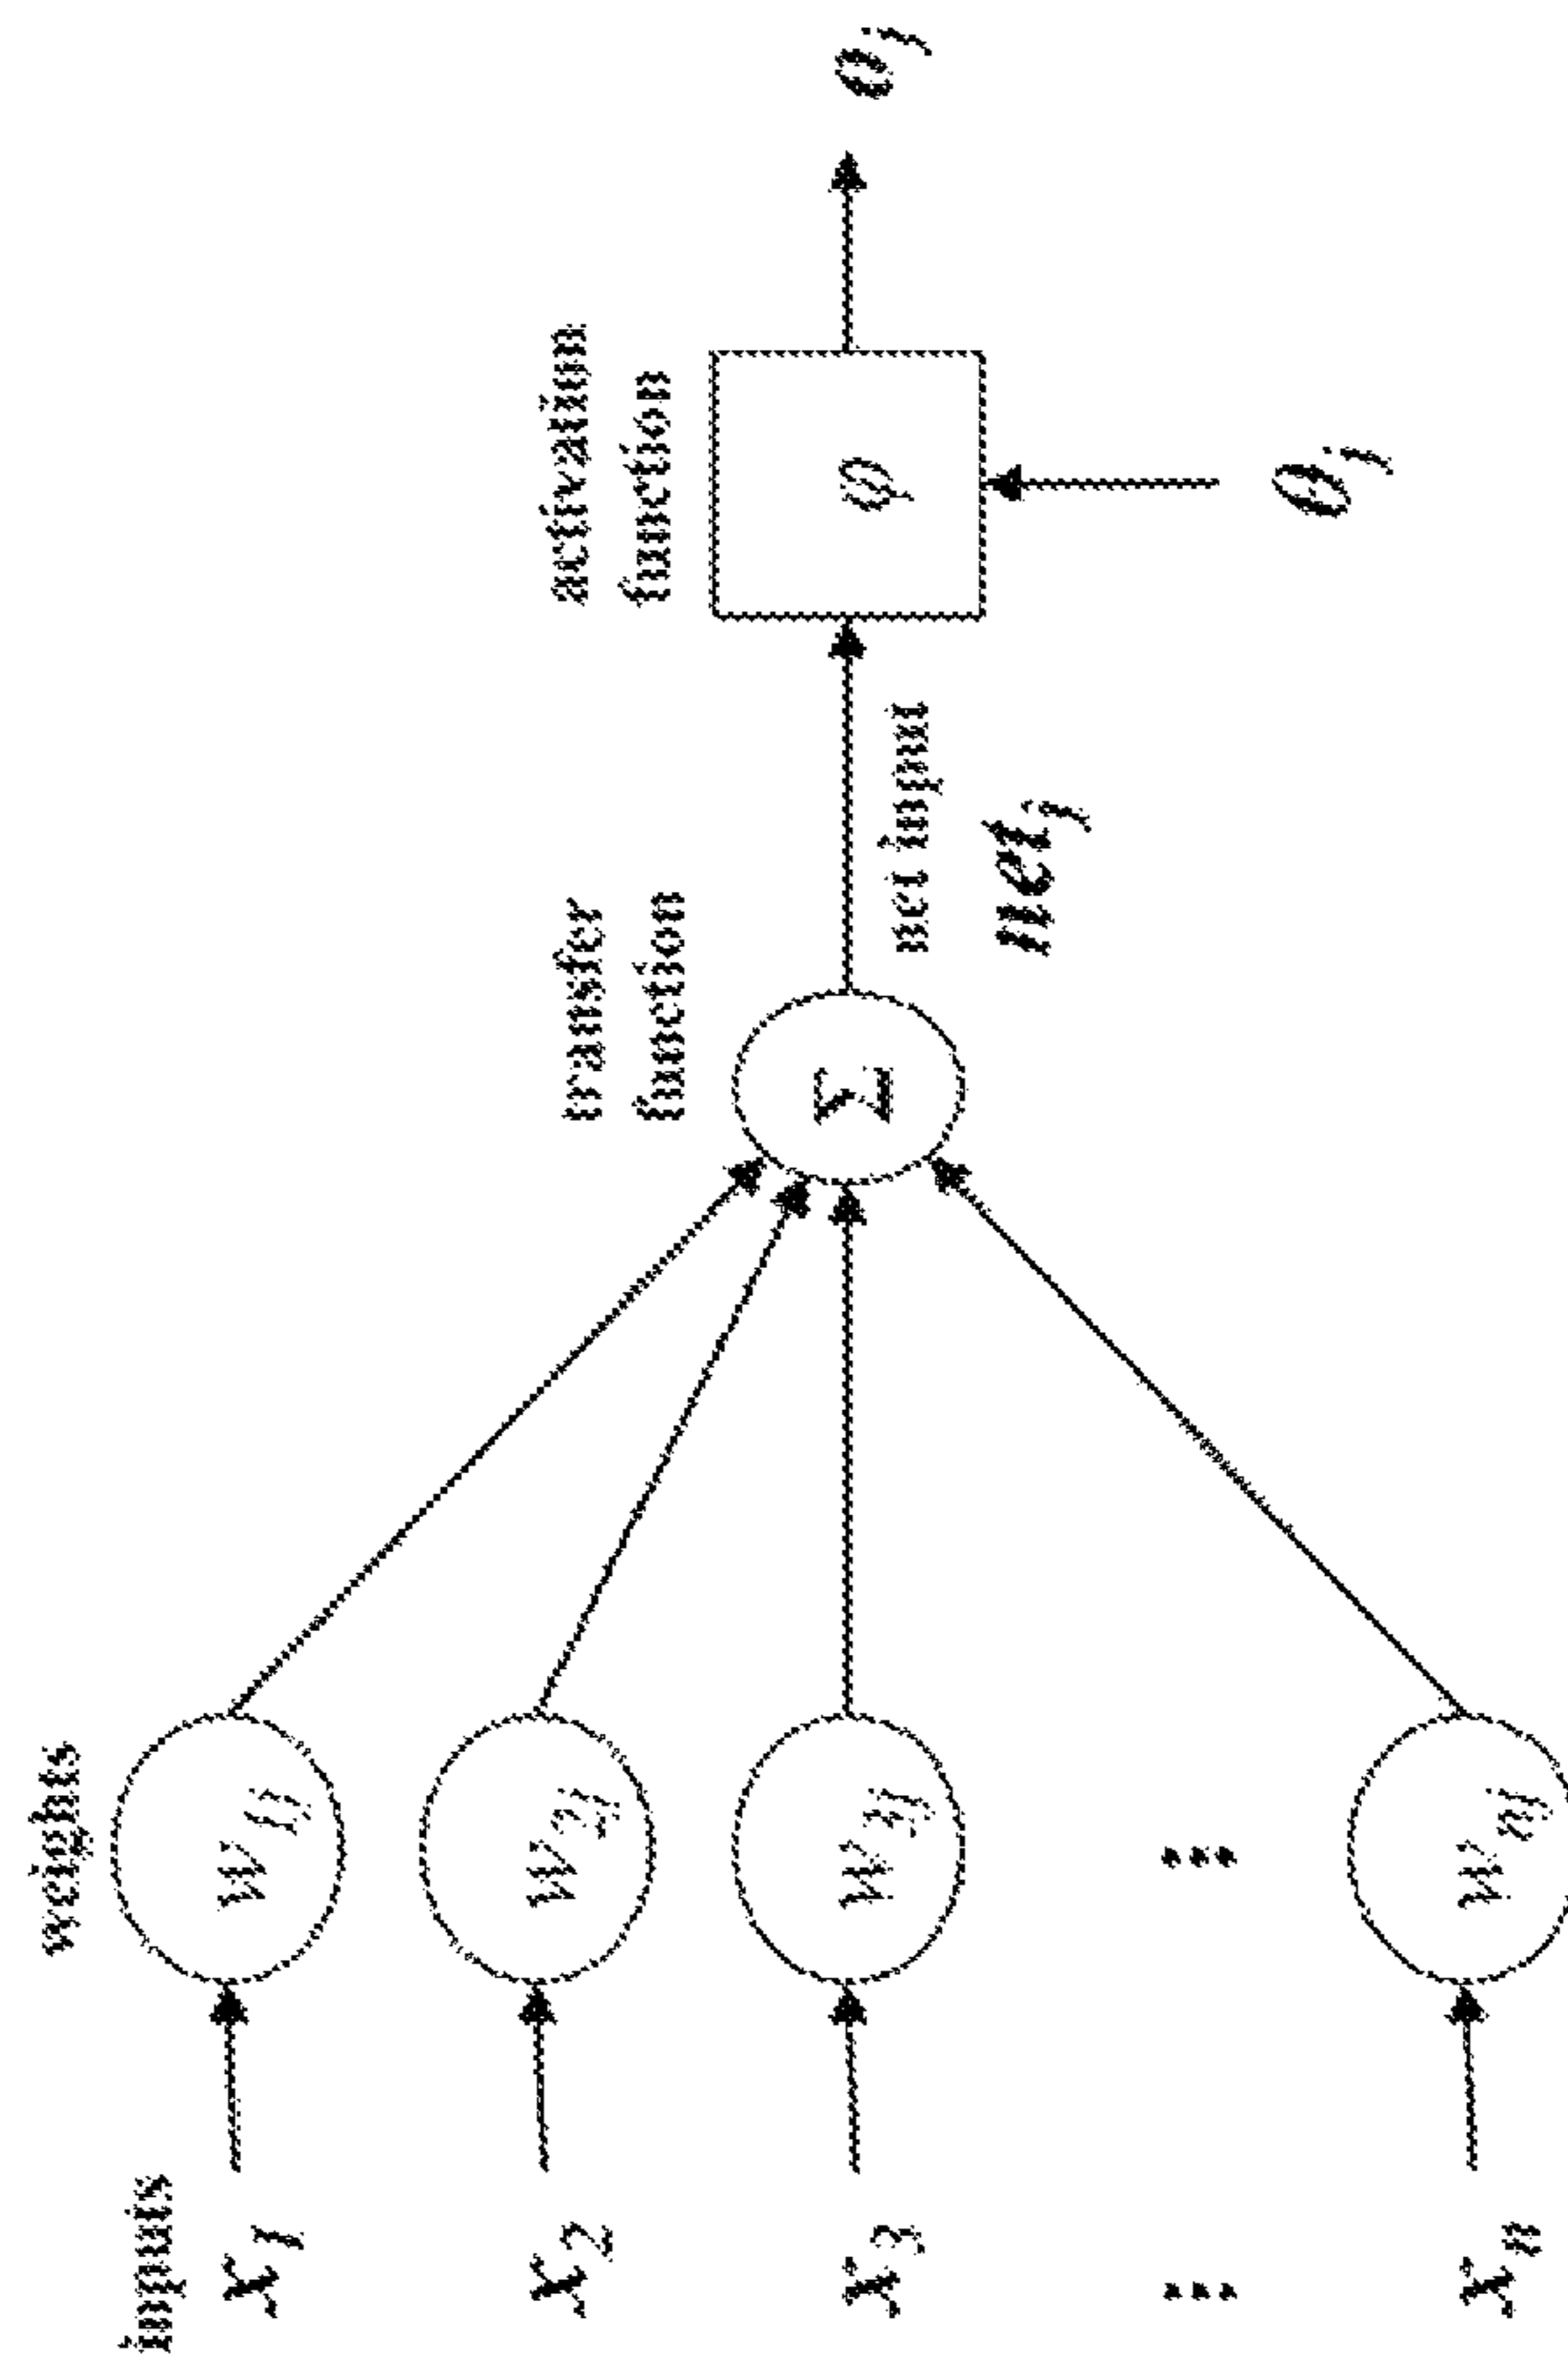 weights
inputs
x₁
w₁ⱼ
x₂
w₂ⱼ
x₃
w₃ⱼ
⋮
⋮
xₙ
wₙⱼ
transfer
function
Σ
net input
netⱼ
activation
function
φ
oⱼ
θⱼ